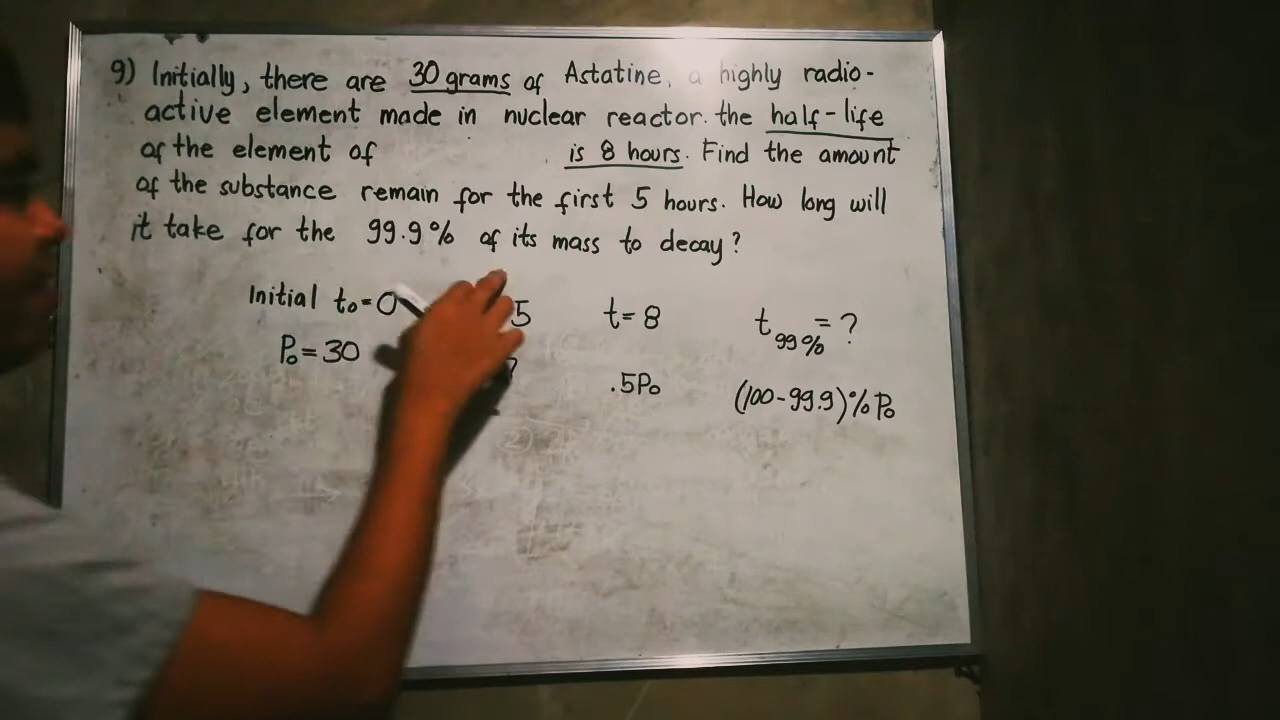 9) Initially, there are 30 grams of Astatine, a highly radio-
active element made in nuclear reactor. the half-life
of the element of is 8 hours. Find the amount
of the substance remain for the first 5 hours. How long will
it take for the 99.9% of its mass to decay?
Initial t₀=0 5 t=8 t₉₉%=?
P₀=30 ? .5P₀ (100-99.9)% P₀